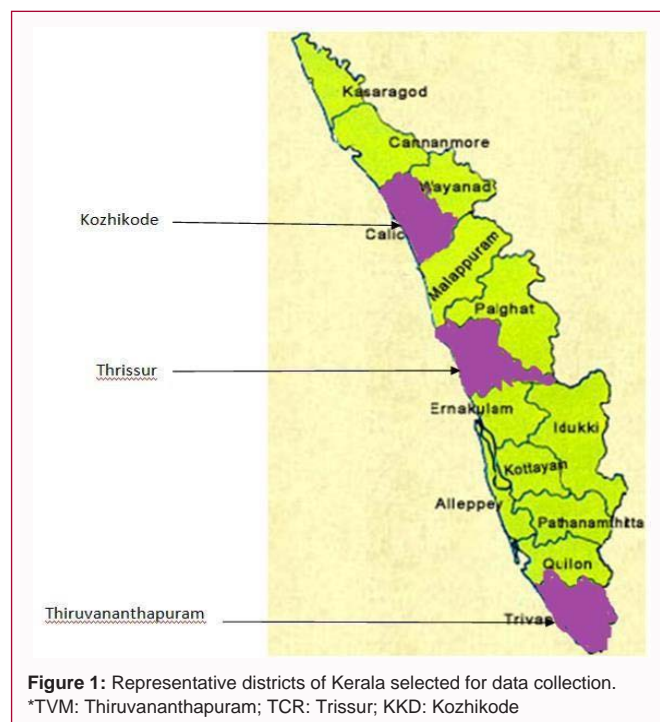 Kasaragod
Cannanmore
Wayanad
Kozhikode
Calic
Malappuram
Palghat
Thrissur
Ernakulam
Idukki
Kottayan
Alleppey
Pathanamthitta
Quilon
Thiruvananthapuram
Trivan
Figure 1: Representative districts of Kerala selected for data collection.
*TVM: Thiruvananthapuram; TCR: Trissur; KKD: Kozhikode